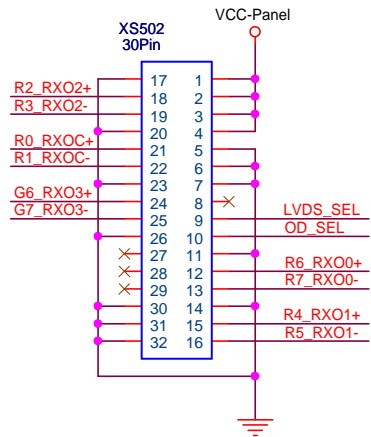 VCC-Panel
XS502
30Pin
17 1
R2_RXO2+ 18 2
R3_RXO2- 19 3
20 4
R0_RXOC+ 21 5
R1_RXOC- 22 6
23 7
G6_RXO3+ 24 8
G7_RXO3- 25 9 LVDS_SEL
26 10 OD_SEL
27 11
28 12 R6_RXO0+
29 13 R7_RXO0-
30 14
31 15 R4_RXO1+
32 16 R5_RXO1-